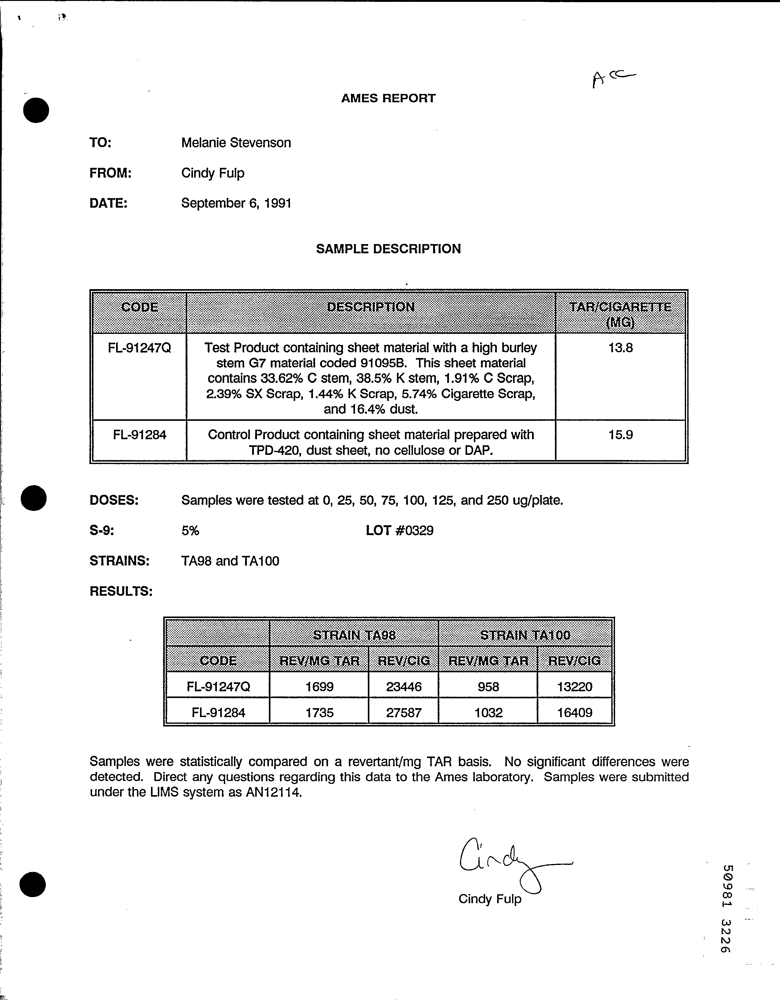 ACC
AMES REPORT
TO: Melanie Stevenson
FROM: Cindy Fulp
DATE: September 6, 1991
SAMPLE DESCRIPTION
CODE DESCRIPTION TAR/CIGARETTE
(MG)
FL-91247Q Test Product containing sheet material with a high burley 13.8
stem G7 material coded 91095B. This sheet material
contains 33.62% C stem, 38.5% K stem, 1.91% C Scrap,
2.39% SX Scrap, 1.44% K Scrap, 5.74% Cigarette Scrap,
and 16.4% dust.
FL-91284 Control Product containing sheet material prepared with 15.9
TPD-420, dust sheet, no cellulose or DAP.
DOSES: Samples were tested at 0, 25, 50, 75, 100, 125, and 250 ug/plate.
S-9: 5% LOT #0329
STRAINS: TA98 and TA100
RESULTS:
STRAIN TA98 STRAIN TA100
CODE REV/MG TAR REV/CIG REV/MG TAR REV/CIG
FL-91247Q 1699 23446 958 13220
FL-91284 1735 27587 1032 16409
Samples were statistically compared on a revertant/mg TAR basis. No significant differences were
detected. Direct any questions regarding this data to the Ames laboratory. Samples were submitted
under the LIMS system as AN12114.
Cindy
Cindy Fulp
50981 3226